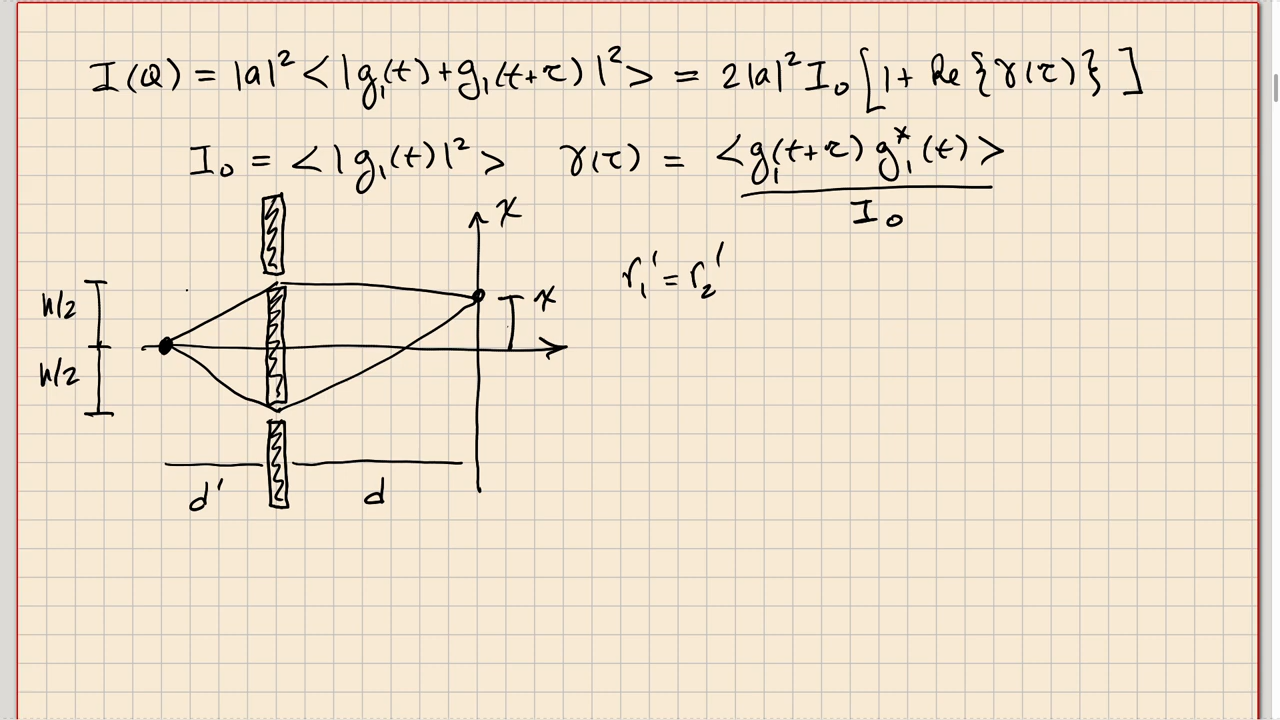 I(Q) = |a|² < |g₁(t) + g₁(t+τ)|² > = 2|a|² I₀ [1 + Re{γ(τ)}]
I₀ = < |g₁(t)|² > γ(τ) = < g₁(t+τ) g₁*(t) > / I₀
x
r₁' = r₂'
h/2
x
h/2
d'
d